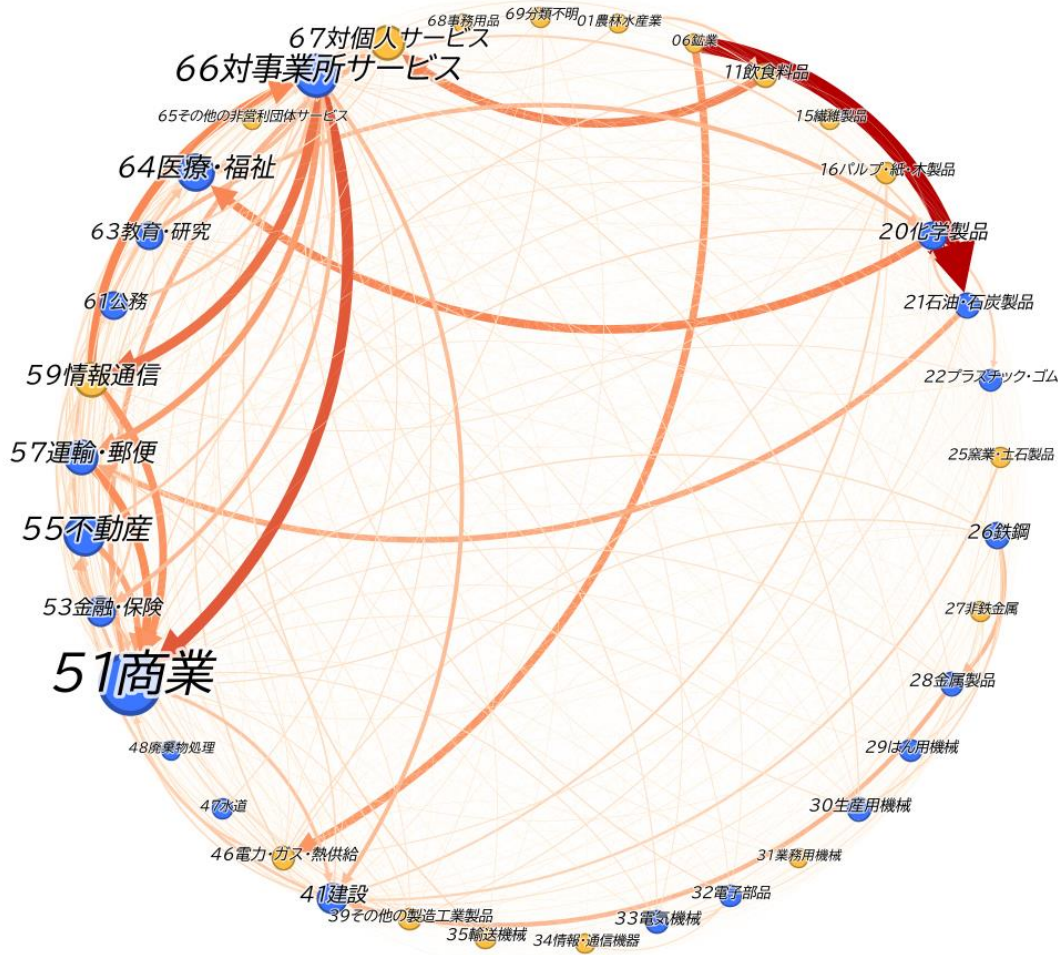 68事務用品
69分類不明
01農林水産業
67対個人サービス
06鉱業
66対事業所サービス
11飲食料品
65その他の非営利団体サービス
15繊維製品
64医療・福祉
16パルプ・紙・木製品
63教育・研究
20化学製品
61公務
21石油・石炭製品
59情報通信
22プラスチック・ゴム
57運輸・郵便
25窯業・土石製品
55不動産
26鉄鋼
53金融・保険
27非鉄金属
51商業
28金属製品
48廃棄物処理
29はん用機械
47水道
30生産用機械
46電力・ガス・熱供給
31業務用機械
41建設
32電子部品
39その他の製造工業製品
33電気機械
35輸送機械
34情報・通信機器